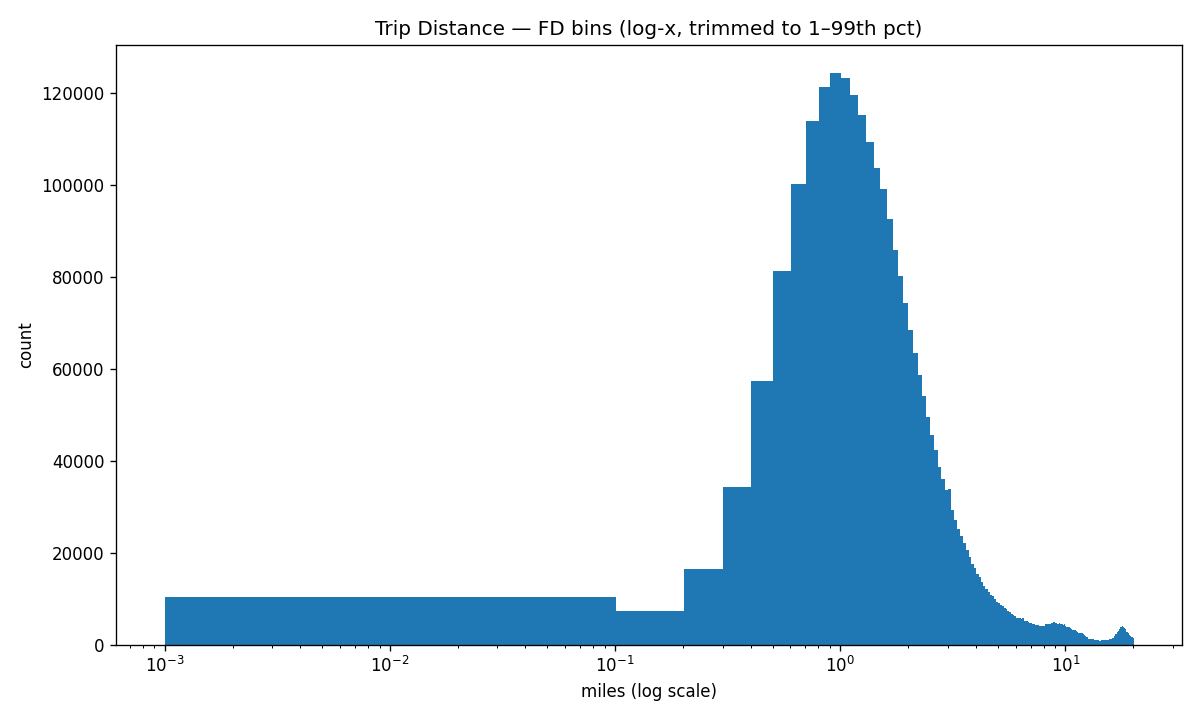 Trip Distance — FD bins (log-x, trimmed to 1–99th pct)
120000
100000
80000
60000
40000
20000
0
count
10⁻³ 10⁻² 10⁻¹ 10⁰ 10¹
miles (log scale)